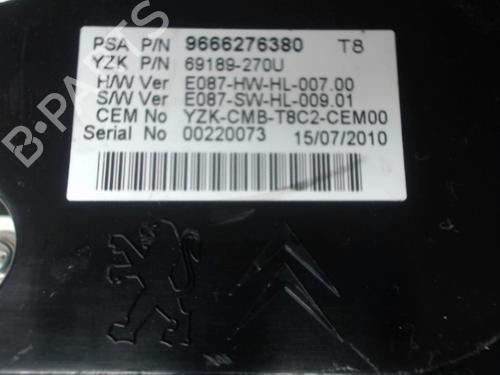 PSA P/N 9666276380 T8
YZK P/N 69189-270U
H/W Ver E087-HW-HL-007.00
S/W Ver E087-SW-HL-009.01
CEM No YZK-CMB-T8C2-CEM00
Serial No 00220073 15/07/2010